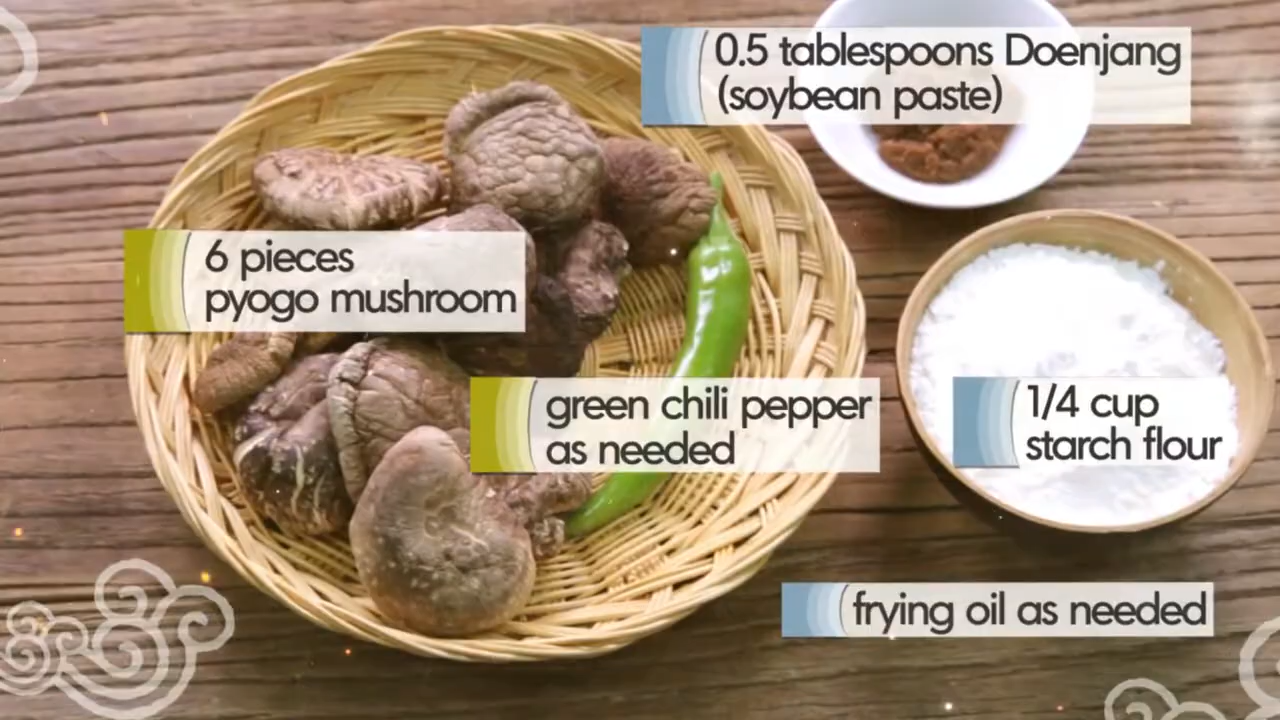 0.5 tablespoons Doenjang
(soybean paste)
6 pieces
pyogo mushroom
green chili pepper
as needed
1/4 cup
starch flour
frying oil as needed